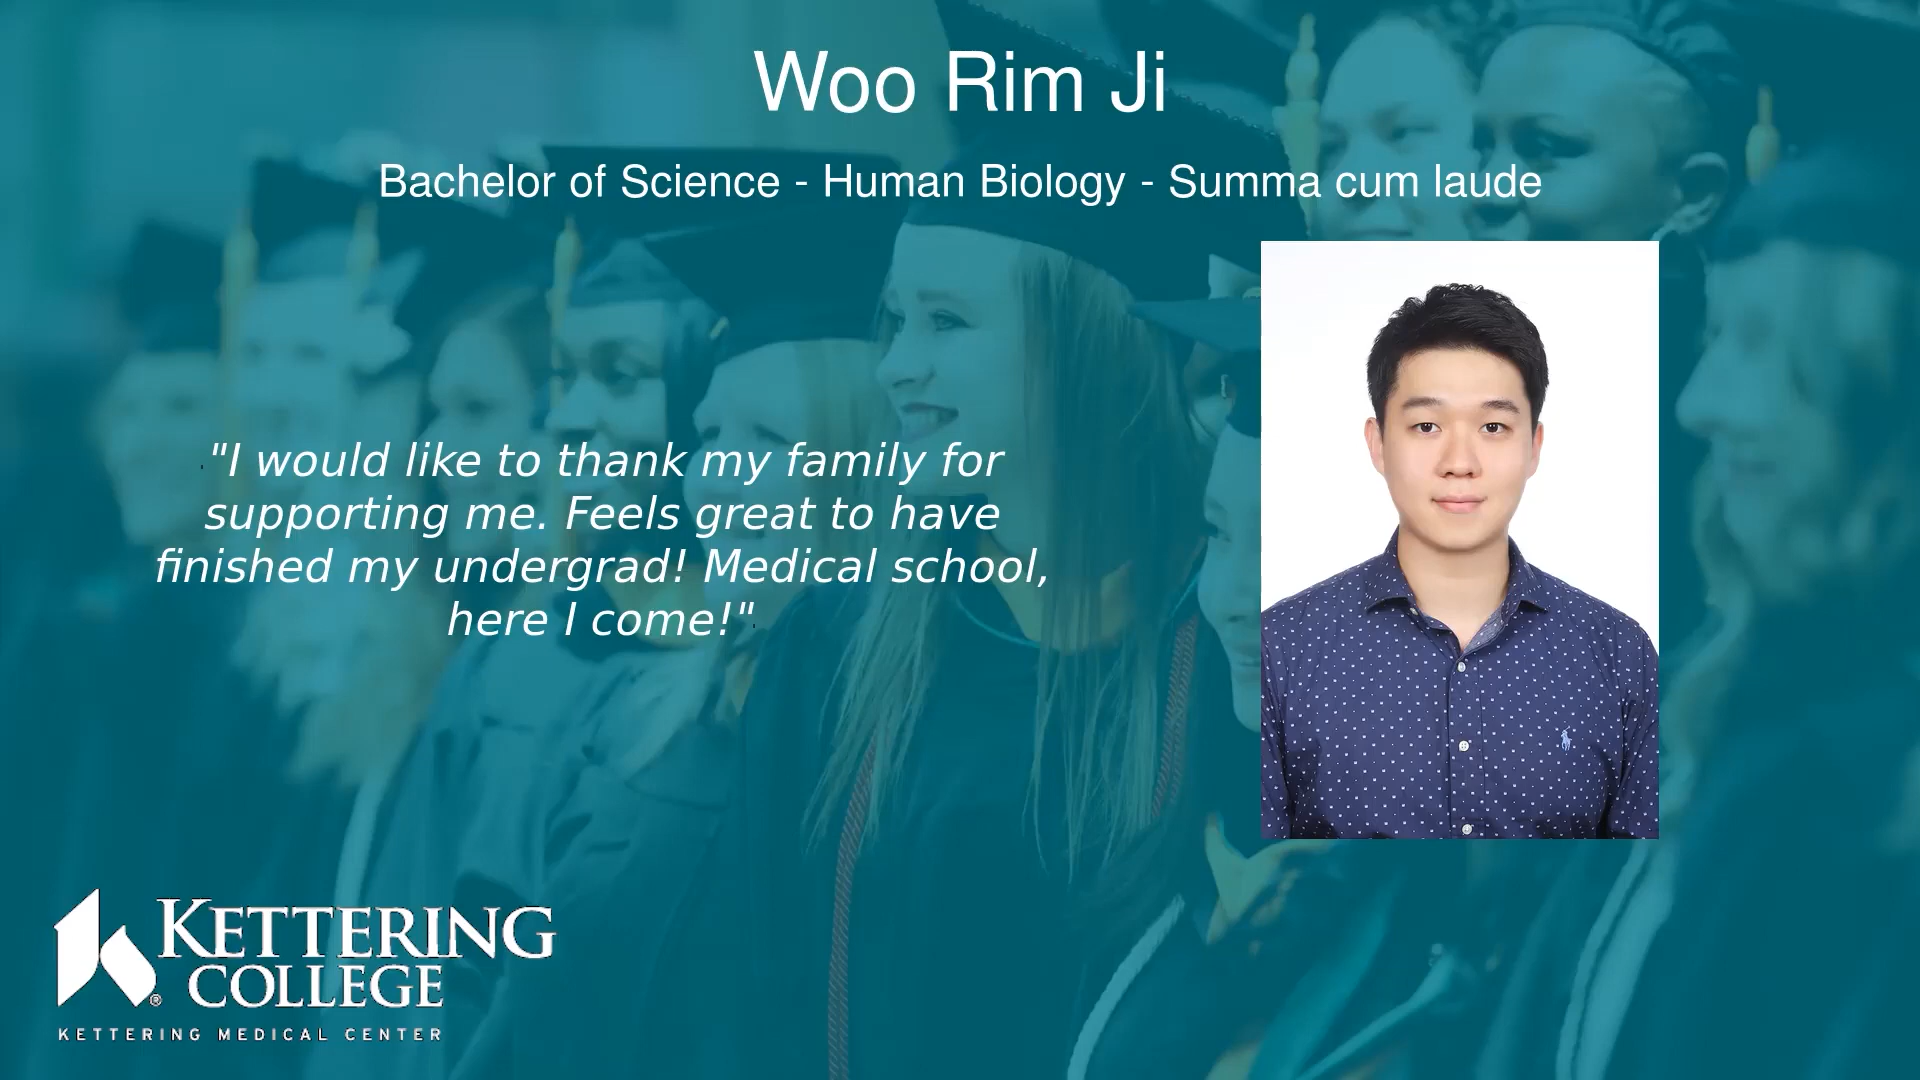 Woo Rim Ji
Bachelor of Science - Human Biology - Summa cum laude
"I would like to thank my family for
supporting me. Feels great to have
finished my undergrad! Medical school,
here I come!"
KETTERING
COLLEGE
®
KETTERING MEDICAL CENTER